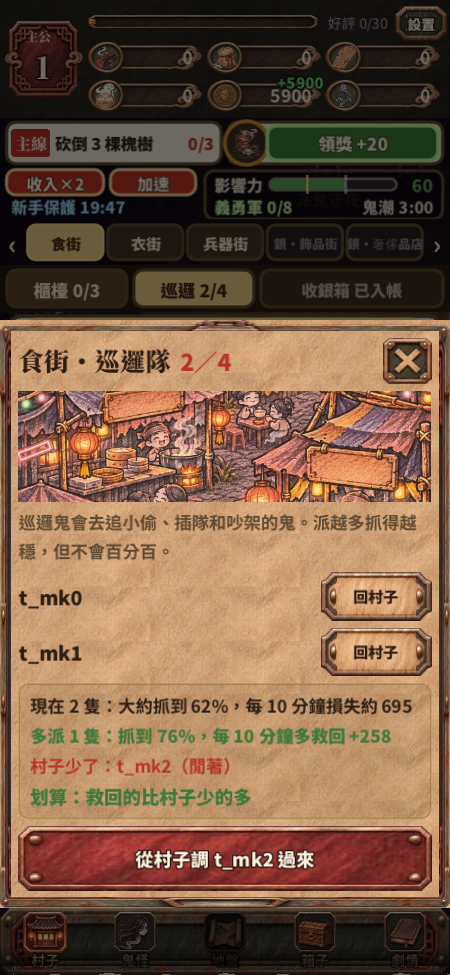 主公
1
好評 0/30
設置
0
0
0
0
+5900
5900
0
主線 砍倒 3 棵槐樹 0/3
領獎 +20
收入×2
加速
影響力 60
新手保護 19:47
義勇軍 0/8
鬼潮 3:00
‹
食街
衣街
兵器街
鎖・飾品街
鎖・奢侈品店
›
櫃檯 0/3
巡邏 2/4
收銀箱 已入帳
食街・巡邏隊 2／4
巡邏鬼會去追小偷、插隊和吵架的鬼。派越多抓得越
穩，但不會百分百。
t_mk0
回村子
t_mk1
回村子
現在 2 隻：大約抓到 62%，每 10 分鐘損失約 695
多派 1 隻：抓到 76%，每 10 分鐘多救回 +258
村子少了：t_mk2（閒著）
划算：救回的比村子少的多
從村子調 t_mk2 過來
村子
鬼怪
箱子
劇情